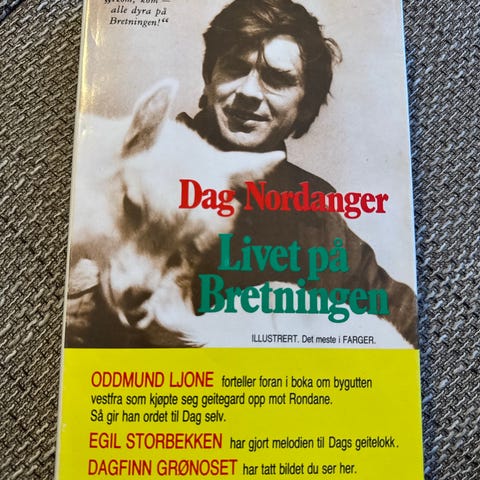 kom —
alle dyra på
Bretningen!"
Dag Nordanger
Livet på
Bretningen
ILLUSTRERT. Det meste i FARGER.
ODDMUND LJONE forteller foran i boka om bygutten
vestfra som kjøpte seg geitegard opp mot Rondane.
Så gir han ordet til Dag selv.
EGIL STORBEKKEN har gjort melodien til Dags geitelokk.
DAGFINN GRØNOSET har tatt bildet du ser her.